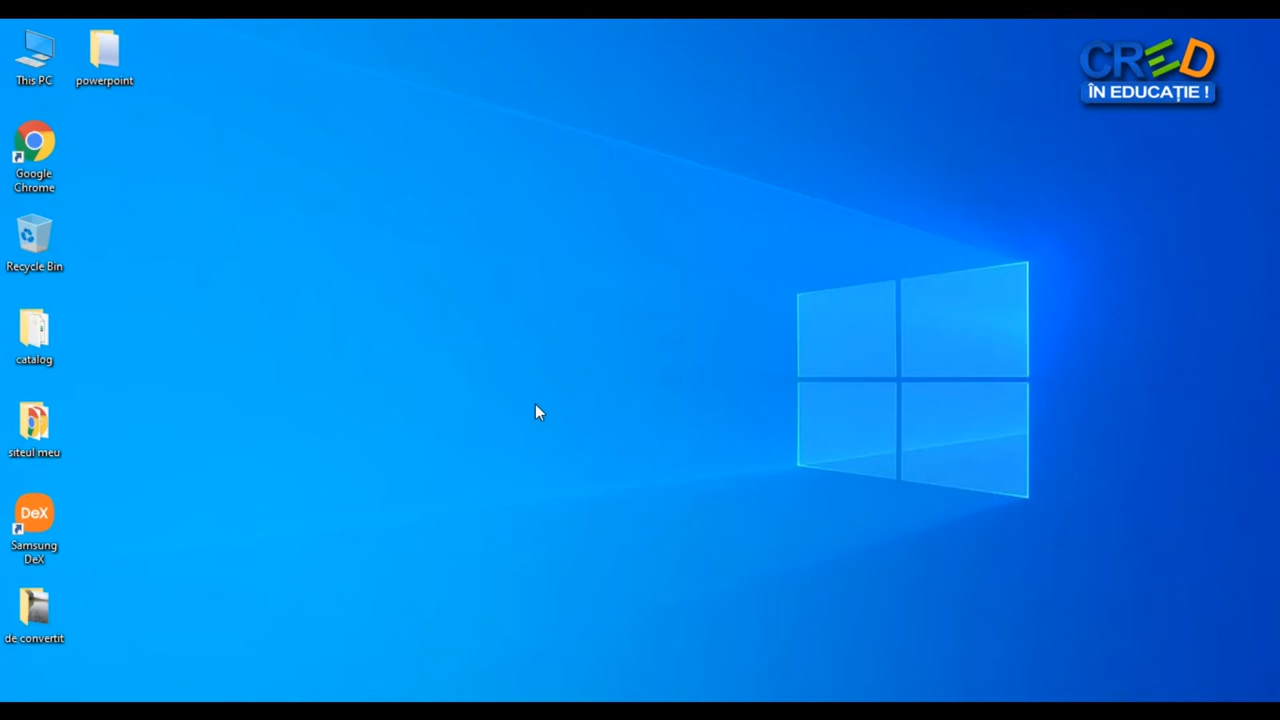 This PC
powerpoint
CRED
ÎN EDUCAȚIE !
Google
Chrome
Recycle Bin
catalog
siteul meu
DeX
Samsung
DeX
de convertit